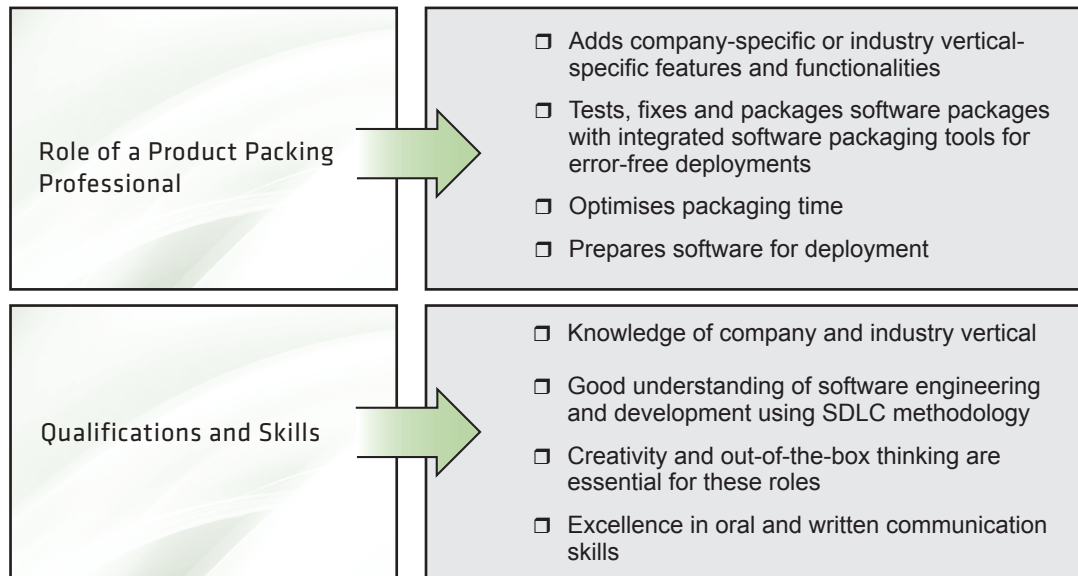 Role of a Product Packing
Professional
❒ Adds company-specific or industry vertical-
specific features and functionalities
❒ Tests, fixes and packages software packages
with integrated software packaging tools for
error-free deployments
❒ Optimises packaging time
❒ Prepares software for deployment
Qualifications and Skills
❒ Knowledge of company and industry vertical
❒ Good understanding of software engineering
and development using SDLC methodology
❒ Creativity and out-of-the-box thinking are
essential for these roles
❒ Excellence in oral and written communication
skills